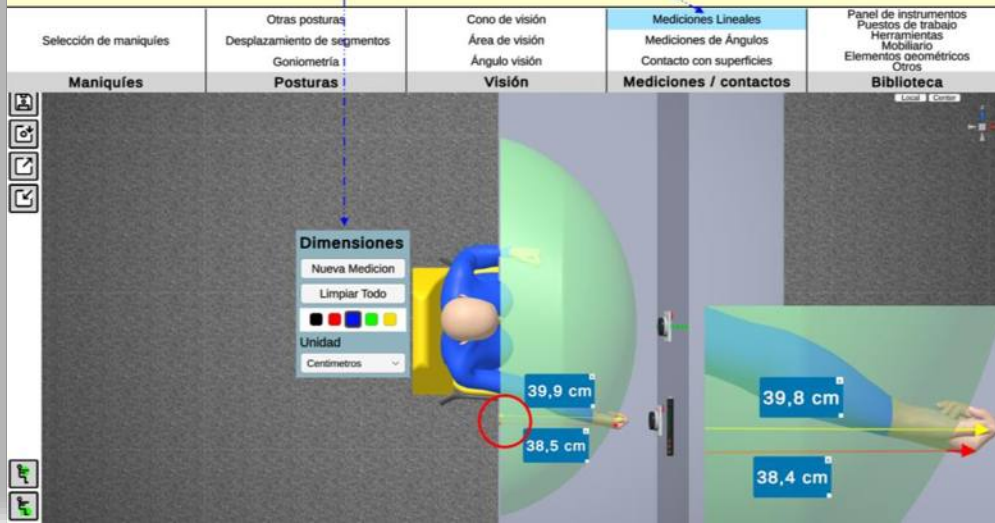 Otras posturas
Cono de visión
Mediciones Lineales
Panel de instrumentos
Puestos de trabajo
Selección de maniquíes
Desplazamiento de segmentos
Área de visión
Mediciones de Ángulos
Herramientas
Mobiliario
Goniometría
Ángulo visión
Contacto con superficies
Elementos geométricos
Otros
Maniquíes
Posturas
Visión
Mediciones / contactos
Biblioteca
Local
Center
Dimensiones
Nueva Medicion
Limpiar Todo
Unidad
Centimetros
39,9 cm
38,5 cm
39,8 cm
38,4 cm